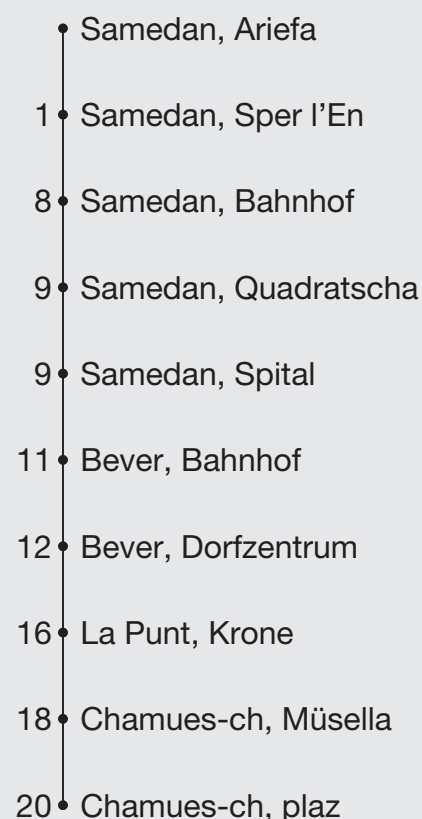 Samedan, Ariefa
1 Samedan, Sper l’En
8 Samedan, Bahnhof
9 Samedan, Quadratscha
9 Samedan, Spital
11 Bever, Bahnhof
12 Bever, Dorfzentrum
16 La Punt, Krone
18 Chamues-ch, Müsella
20 Chamues-ch, plaz